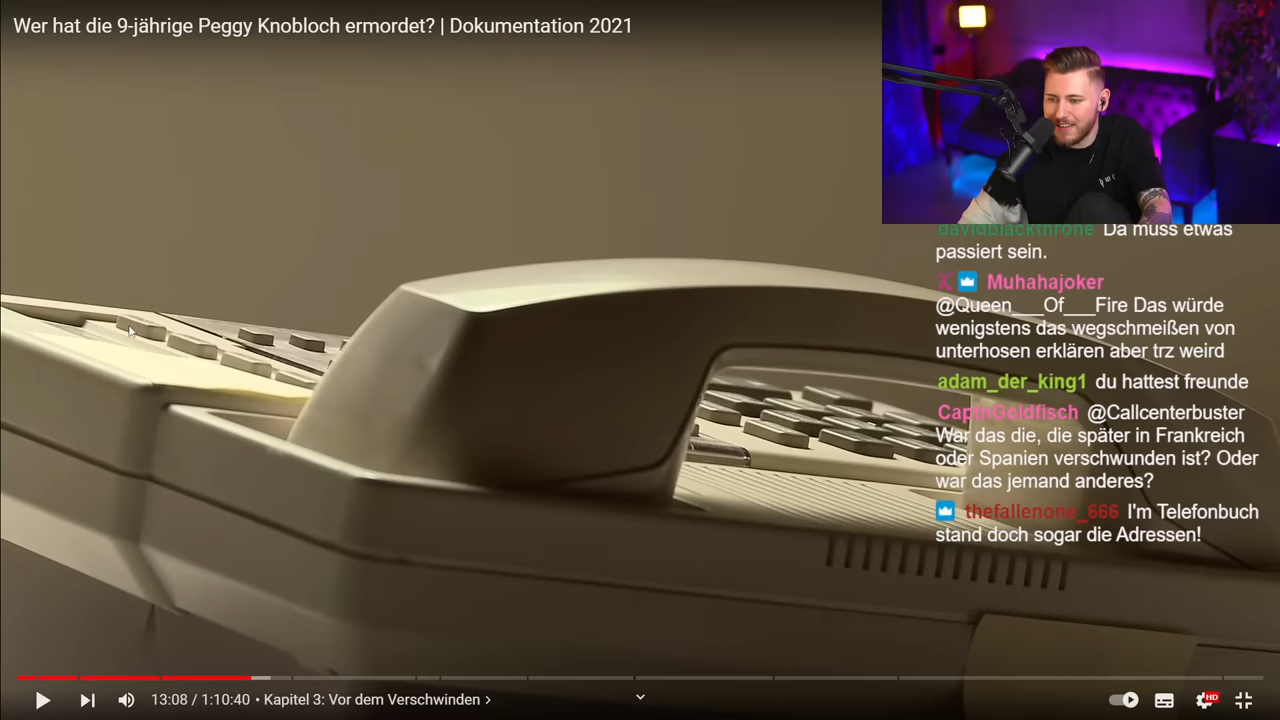 Wer hat die 9-jährige Peggy Knobloch ermordet? | Dokumentation 2021
davidblackthrone Da muss etwas
passiert sein.
Muhahajoker
@Queen___Of___Fire Das würde
wenigstens das wegschmeißen von
unterhosen erklären aber trz weird
adam_der_king1 du hattest freunde
CaptnGoldfisch @Callcenterbuster
War das die, die später in Frankreich
oder Spanien verschwunden ist? Oder
war das jemand anderes?
thefallenone_666 I'm Telefonbuch
stand doch sogar die Adressen!
13:08 / 1:10:40 • Kapitel 3: Vor dem Verschwinden
HD